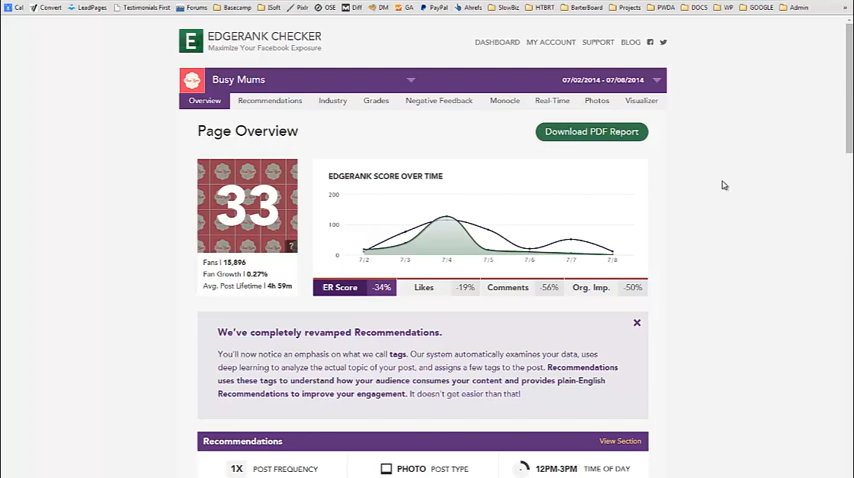 Cal Convert LeadPages Testimonials First Forums Basecamp iSoft Pixlr OSE Diff DM GA PayPal Ahrefs SlowBiz HTBRT BarterBoard Projects PWDA DOCS WP GOOGLE Admin »
E EDGERANK CHECKER
Maximize Your Facebook Exposure
DASHBOARD MY ACCOUNT SUPPORT BLOG
Busy Mums 07/02/2014 - 07/08/2014
Overview Recommendations Industry Grades Negative Feedback Monocle Real-Time Photos Visualizer
Page Overview Download PDF Report
33 ?
Fans | 15,896
Fan Growth | 0.27%
Avg. Post Lifetime | 4h 59m
EDGERANK SCORE OVER TIME
200
100
0
7/2 7/3 7/4 7/5 7/6 7/7 7/8
ER Score -34% Likes -19% Comments -56% Org. Imp. -50%
We've completely revamped Recommendations.
You'll now notice an emphasis on what we call tags. Our system automatically examines your data, uses
deep learning to analyze the actual topic of your post, and assigns a few tags to the post. Recommendations
uses these tags to understand how your audience consumes your content and provides plain-English
Recommendations to improve your engagement. It doesn't get easier than that!
Recommendations View Section
1X POST FREQUENCY PHOTO POST TYPE 12PM-3PM TIME OF DAY